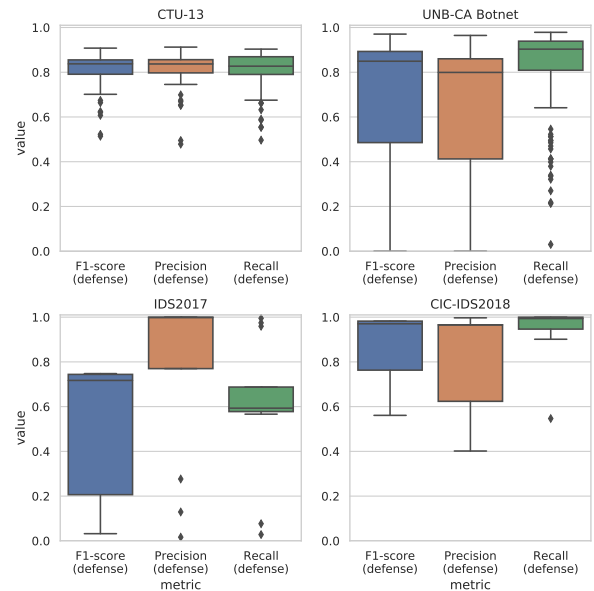 CTU-13
UNB-CA Botnet
1.0
0.8
0.6
0.4
0.2
0.0
value
F1-score
(defense)
Precision
(defense)
Recall
(defense)
1.0
0.8
0.6
0.4
0.2
0.0
F1-score
(defense)
Precision
(defense)
Recall
(defense)
IDS2017
CIC-IDS2018
1.0
0.8
0.6
0.4
0.2
0.0
value
F1-score
(defense)
Precision
(defense)
Recall
(defense)
metric
1.0
0.8
0.6
0.4
0.2
0.0
F1-score
(defense)
Precision
(defense)
Recall
(defense)
metric